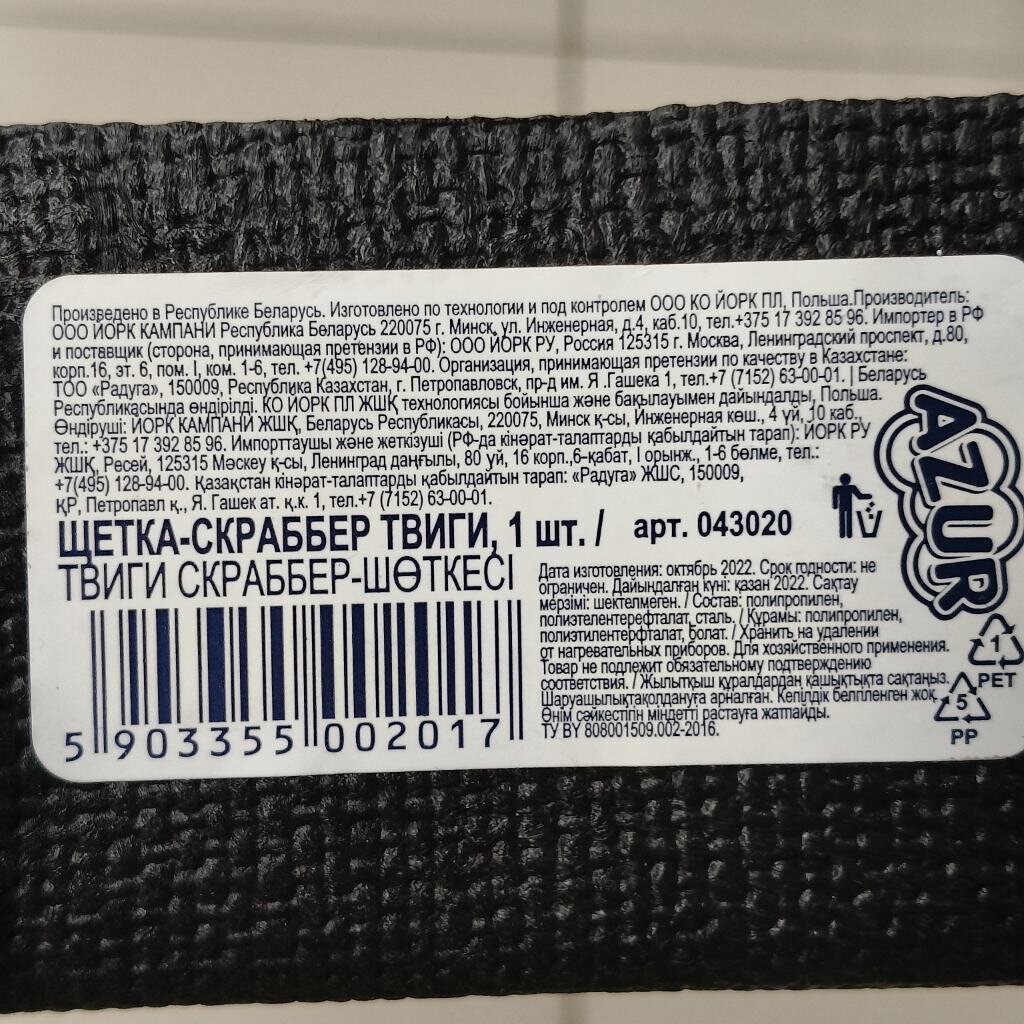 Произведено в Республике Беларусь. Изготовлено по технологии и под контролем ООО КО ЙОРК ПЛ, Польша.Производитель:
ООО ЙОРК КАМПАНИ Республика Беларусь 220075 г. Минск, ул. Инженерная, д.4, каб.10, тел.+375 17 392 85 96. Импортер в РФ
и поставщик (сторона, принимающая претензии в РФ): ООО ЙОРК РУ, Россия 125315 г. Москва, Ленинградский проспект, д.80,
корп.16, эт. 6, пом. I, ком. 1-6, тел. +7(495) 128-94-00. Организация, принимающая претензии по качеству в Казахстане:
ТОО «Радуга», 150009, Республика Казахстан, г. Петропавловск, пр-д им. Я .Гашека 1, тел.+7 (7152) 63-00-01. | Беларусь
Республикасында өндірілді. КО ЙОРК ПЛ ЖШҚ технологиясы бойынша және бақылауымен дайындалды, Польша.
Өндіруші: ЙОРК КАМПАНИ ЖШҚ, Беларусь Республикасы, 220075, Минск қ-сы, Инженерная көш., 4 үй, 10 каб.,
тел.: +375 17 392 85 96. Импорттаушы және жеткізуші (РФ-да кінәрат-талаптарды қабылдайтын тарап): ЙОРК РУ
ЖШҚ, Ресей, 125315 Мәскеу қ-сы, Ленинград даңғылы, 80 үй, 16 корп.,6-қабат, I орынж., 1-6 бөлме, тел.:
+7(495) 128-94-00. Қазақстан кінәрат-талаптарды қабылдайтын тарап: «Радуга» ЖШС, 150009,
ҚР, Петропавл қ., Я. Гашек ат. қ.к. 1, тел.+7 (7152) 63-00-01.
ЩЕТКА-СКРАББЕР ТВИГИ, 1 шт. / арт. 043020
ТВИГИ СКРАББЕР-ШӨТКЕСІ
Дата изготовления: октябрь 2022. Срок годности: не
ограничен. Дайындалған күні: қазан 2022. Сақтау
мерзімі: шектелмеген. / Состав: полипропилен,
полиэтелентерефталат, сталь. / Құрамы: полипропилен,
полиэтилентерфталат, болат. / Хранить на удалении
от нагревательных приборов. Для хозяйственного применения.
Товар не подлежит обязательному подтверждению
соответствия. / Жылытқыш құралдардан қашықтықта сақтаңыз.
Шаруашылықтақолдануға арналған. Кепілдік белгіленген жоқ.
Өнім сәйкестігін міндетті растауға жатпайды.
ТУ BY 808001509.002-2016.
5 903355 002017
AZUR
1
PET
5
PP